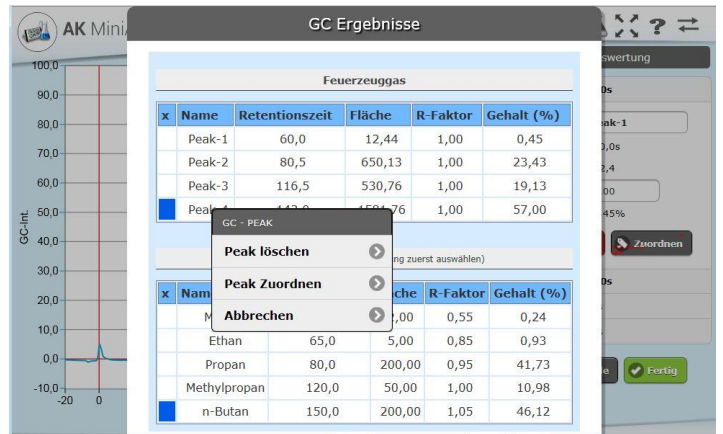 AK Mini
GC Ergebnisse
swertung
100,0
90,0
80,0
70,0
60,0
50,0
40,0
30,0
20,0
10,0
0,0
-10,0
GC-Int.
-20 0
Feuerzeuggas
x Name Retentionszeit Fläche R-Faktor Gehalt (%)
Peak-1 60,0 12,44 1,00 0,45
Peak-2 80,5 650,13 1,00 23,43
Peak-3 116,5 530,76 1,00 19,13
1,00 57,00
GC - PEAK
Peak löschen
Peak Zuordnen
Abbrechen
zuerst auswählen)
x R-Faktor Gehalt (%)
0,55 0,24
Ethan 65,0 5,00 0,85 0,93
Propan 80,0 200,00 0,95 41,73
Methylpropan 120,0 50,00 1,00 10,98
n-Butan 150,0 200,00 1,05 46,12
0s
ak-1
0,0s
2,4
00
45%
Zuordnen
0s
Fertig